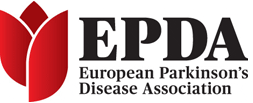 EPDA
European Parkinson's
Disease Association